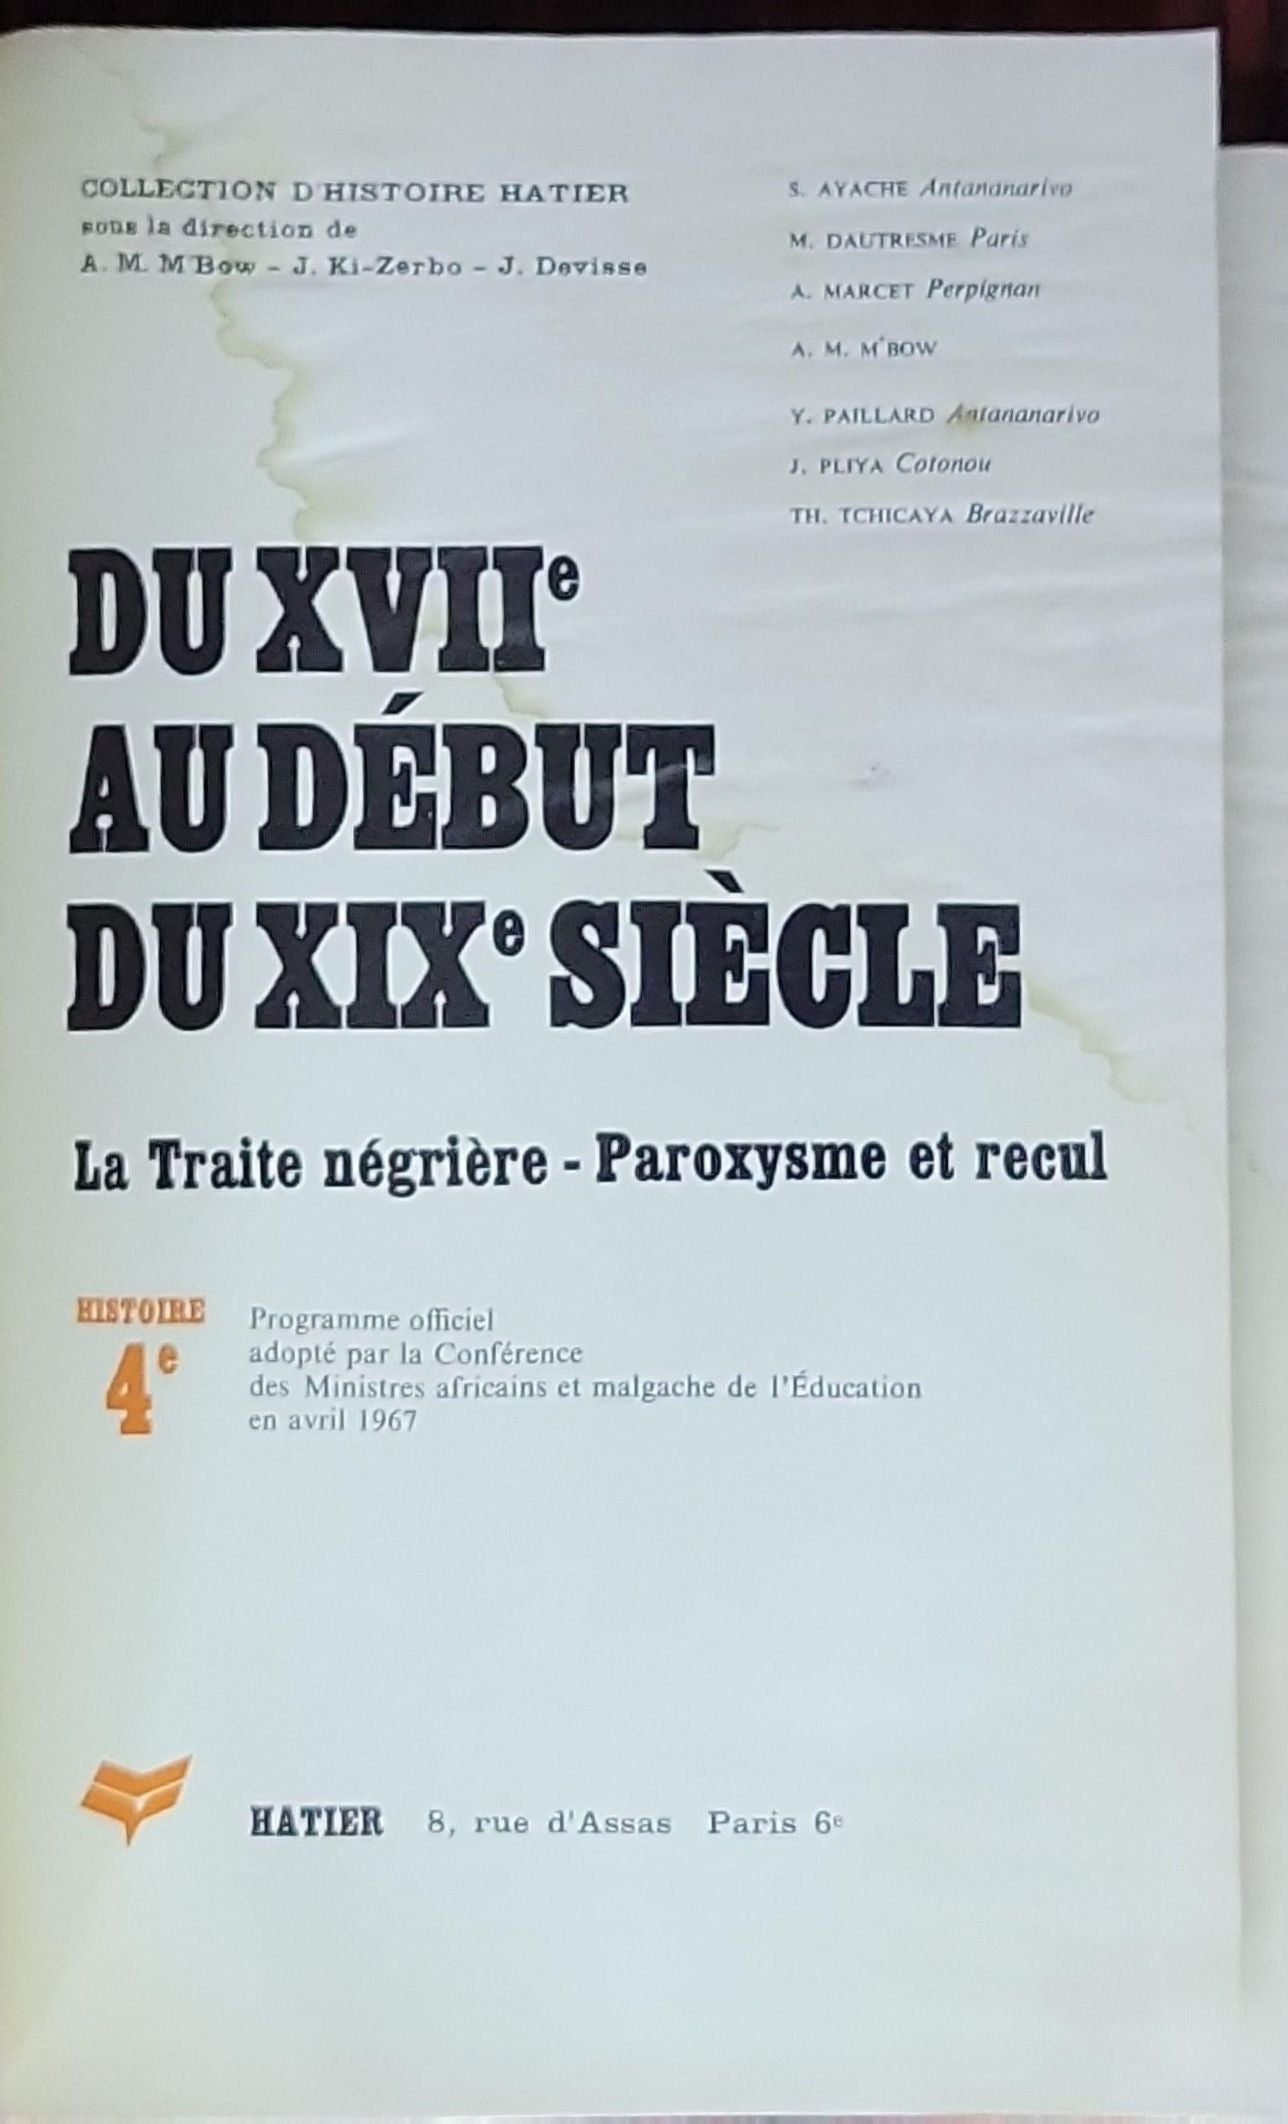 COLLECTION D'HISTOIRE HATIER
sous la direction de
A. M. M'Bow - J. Ki-Zerbo - J. Devisse
S. AYACHE Antananarivo
M. DAUTRESME Paris
A. MARCET Perpignan
A. M. M'BOW
Y. PAILLARD Antananarivo
J. PLIYA Cotonou
TH. TCHICAYA Brazzaville
DU XVIIe
AU DÉBUT
DU XIXe SIÈCLE
La Traite négrière - Paroxysme et recul
HISTOIRE
4e
Programme officiel
adopté par la Conférence
des Ministres africains et malgache de l'Éducation
en avril 1967
HATIER 8, rue d'Assas Paris 6e